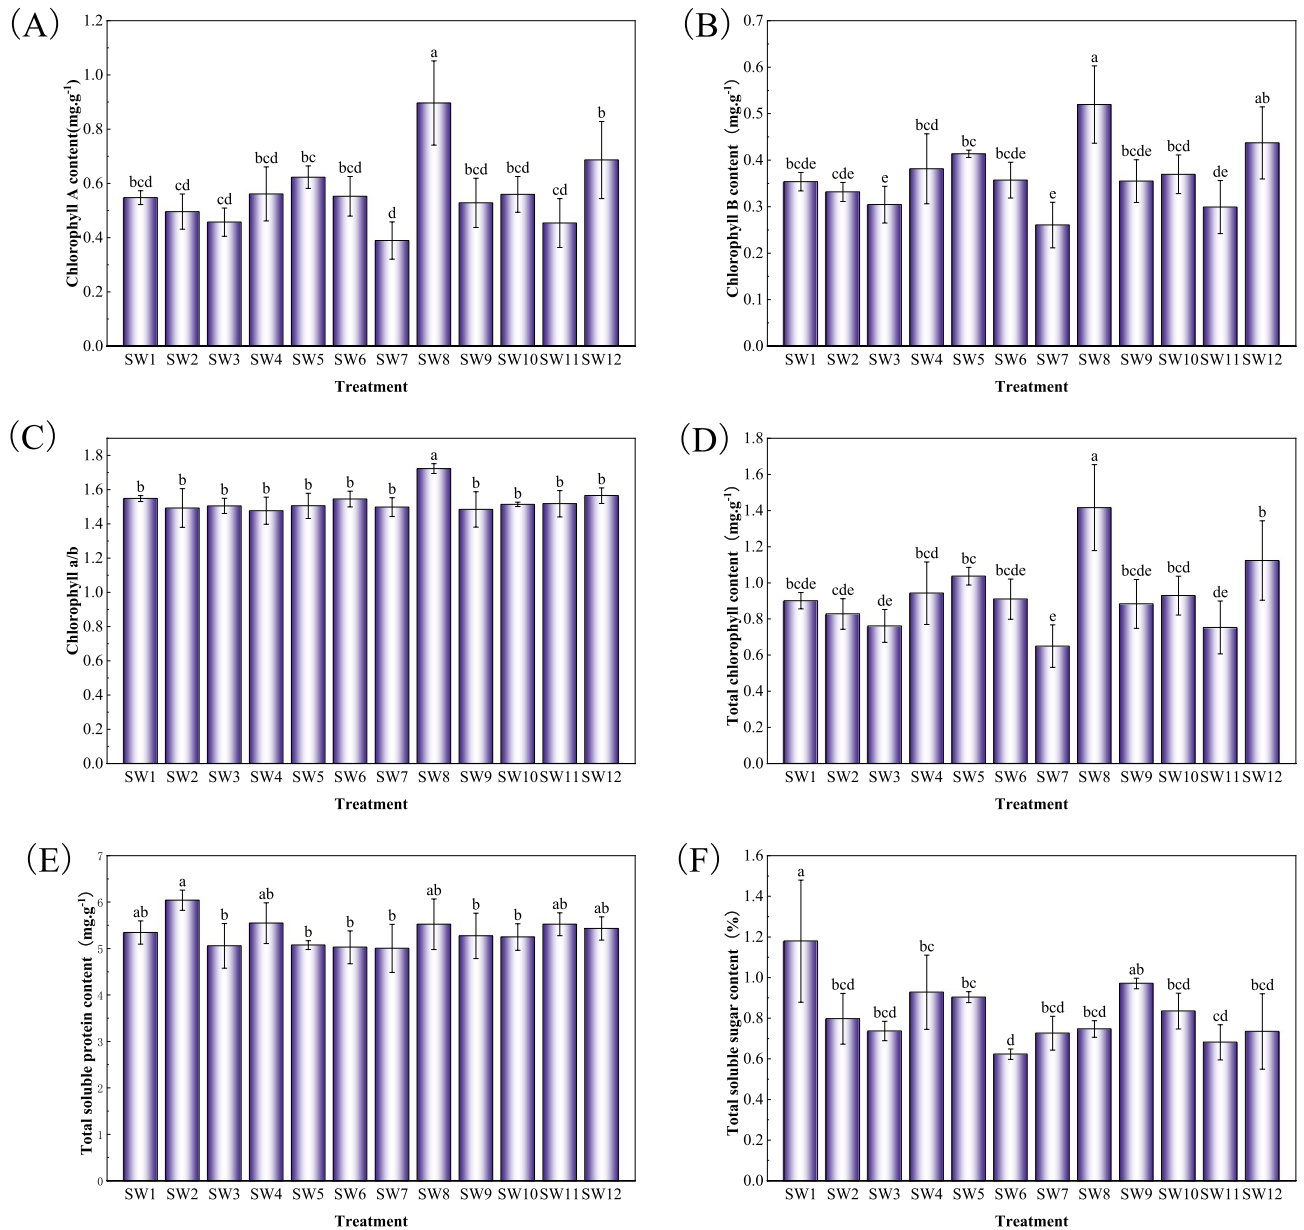 (A)
Chlorophyll A content(mg.g-1)
1.2
1.0
0.8
0.6
0.4
0.2
0.0
bcd cd cd bcd bc bcd d a bcd bcd cd b
SW1 SW2 SW3 SW4 SW5 SW6 SW7 SW8 SW9 SW10 SW11 SW12
Treatment
(B)
Chlorophyll B content (mg.g-1)
0.7
0.6
0.5
0.4
0.3
0.2
0.1
0.0
bcde cde e bcd bc bcde e a bcde bcd de ab
SW1 SW2 SW3 SW4 SW5 SW6 SW7 SW8 SW9 SW10 SW11 SW12
Treatment
(C)
Chlorophyll a/b
1.8
1.6
1.4
1.2
1.0
0.8
0.6
0.4
0.2
0.0
b b b b b b b a b b b b
SW1 SW2 SW3 SW4 SW5 SW6 SW7 SW8 SW9 SW10 SW11 SW12
Treatment
(D)
Total chlorophyll content (mg.g-1)
1.8
1.6
1.4
1.2
1.0
0.8
0.6
0.4
0.2
0.0
bcde cde de bcd bc bcde e a bcde bcd de b
SW1 SW2 SW3 SW4 SW5 SW6 SW7 SW8 SW9 SW10 SW11 SW12
Treatment
(E)
Total soluble protein content (mg.g-1)
7
6
5
4
3
2
1
0
ab a b ab b b b ab b b ab ab
SW1 SW2 SW3 SW4 SW5 SW6 SW7 SW8 SW9 SW10 SW11 SW12
Treatment
(F)
Total soluble sugar content (%)
1.6
1.4
1.2
1.0
0.8
0.6
0.4
0.2
0.0
a bcd bcd bc bc d bcd bcd ab bcd cd bcd
SW1 SW2 SW3 SW4 SW5 SW6 SW7 SW8 SW9 SW10 SW11 SW12
Treatment